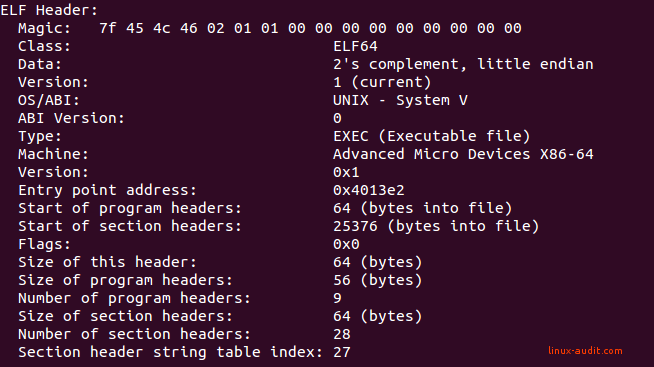 ELF Header:
  Magic:   7f 45 4c 46 02 01 01 00 00 00 00 00 00 00 00 00
  Class:                             ELF64
  Data:                              2's complement, little endian
  Version:                           1 (current)
  OS/ABI:                            UNIX - System V
  ABI Version:                       0
  Type:                              EXEC (Executable file)
  Machine:                           Advanced Micro Devices X86-64
  Version:                           0x1
  Entry point address:               0x4013e2
  Start of program headers:          64 (bytes into file)
  Start of section headers:          25376 (bytes into file)
  Flags:                             0x0
  Size of this header:               64 (bytes)
  Size of program headers:           56 (bytes)
  Number of program headers:         9
  Size of section headers:           64 (bytes)
  Number of section headers:         28
  Section header string table index: 27
linux-audit.com